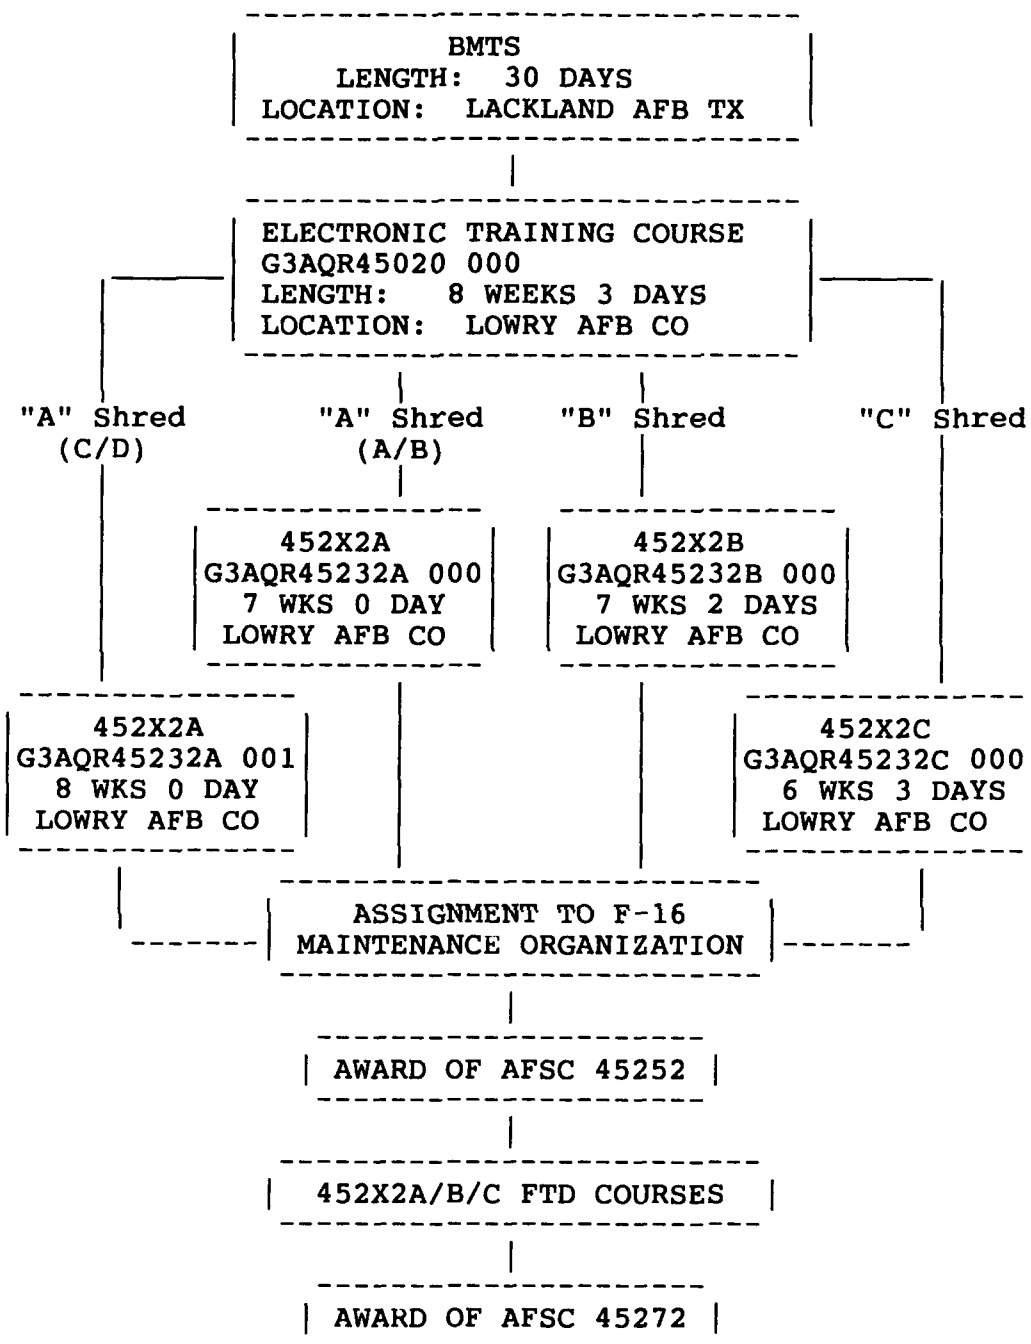 BMTS
LENGTH: 30 DAYS
LOCATION: LACKLAND AFB TX
ELECTRONIC TRAINING COURSE
G3AQR45020 000
LENGTH: 8 WEEKS 3 DAYS
LOCATION: LOWRY AFB CO
"A" Shred
(C/D)
"A" Shred
(A/B)
"B" Shred
"C" Shred
452X2A
G3AQR45232A 000
7 WKS 0 DAY
LOWRY AFB CO
452X2B
G3AQR45232B 000
7 WKS 2 DAYS
LOWRY AFB CO
452X2A
G3AQR45232A 001
8 WKS 0 DAY
LOWRY AFB CO
452X2C
G3AQR45232C 000
6 WKS 3 DAYS
LOWRY AFB CO
ASSIGNMENT TO F-16
MAINTENANCE ORGANIZATION
AWARD OF AFSC 45252
452X2A/B/C FTD COURSES
AWARD OF AFSC 45272